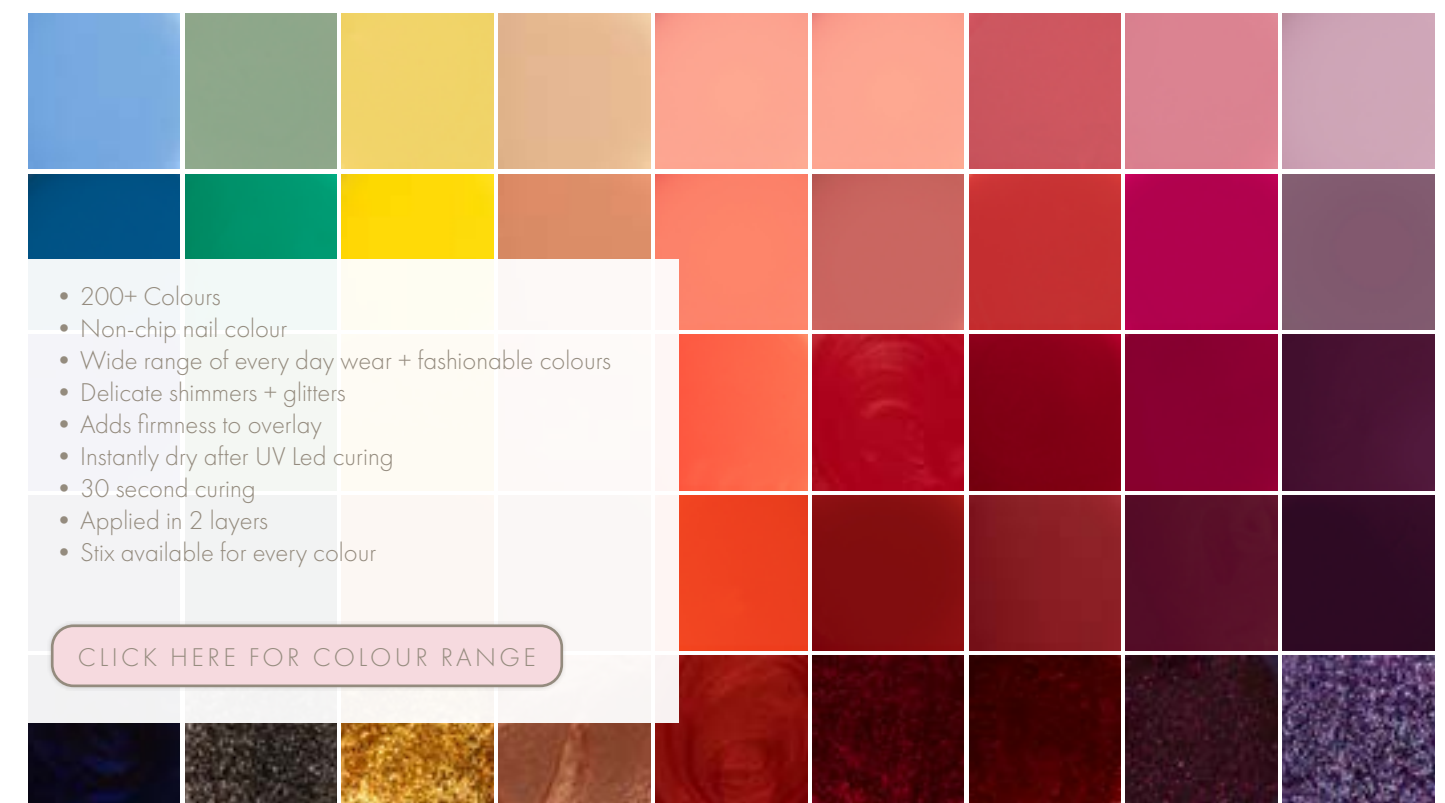 • 200+ Colours
• Non-chip nail colour
• Wide range of every day wear + fashionable colours
• Delicate shimmers + glitters
• Adds firmness to overlay
• Instantly dry after UV Led curing
• 30 second curing
• Applied in 2 layers
• Stix available for every colour
CLICK HERE FOR COLOUR RANGE